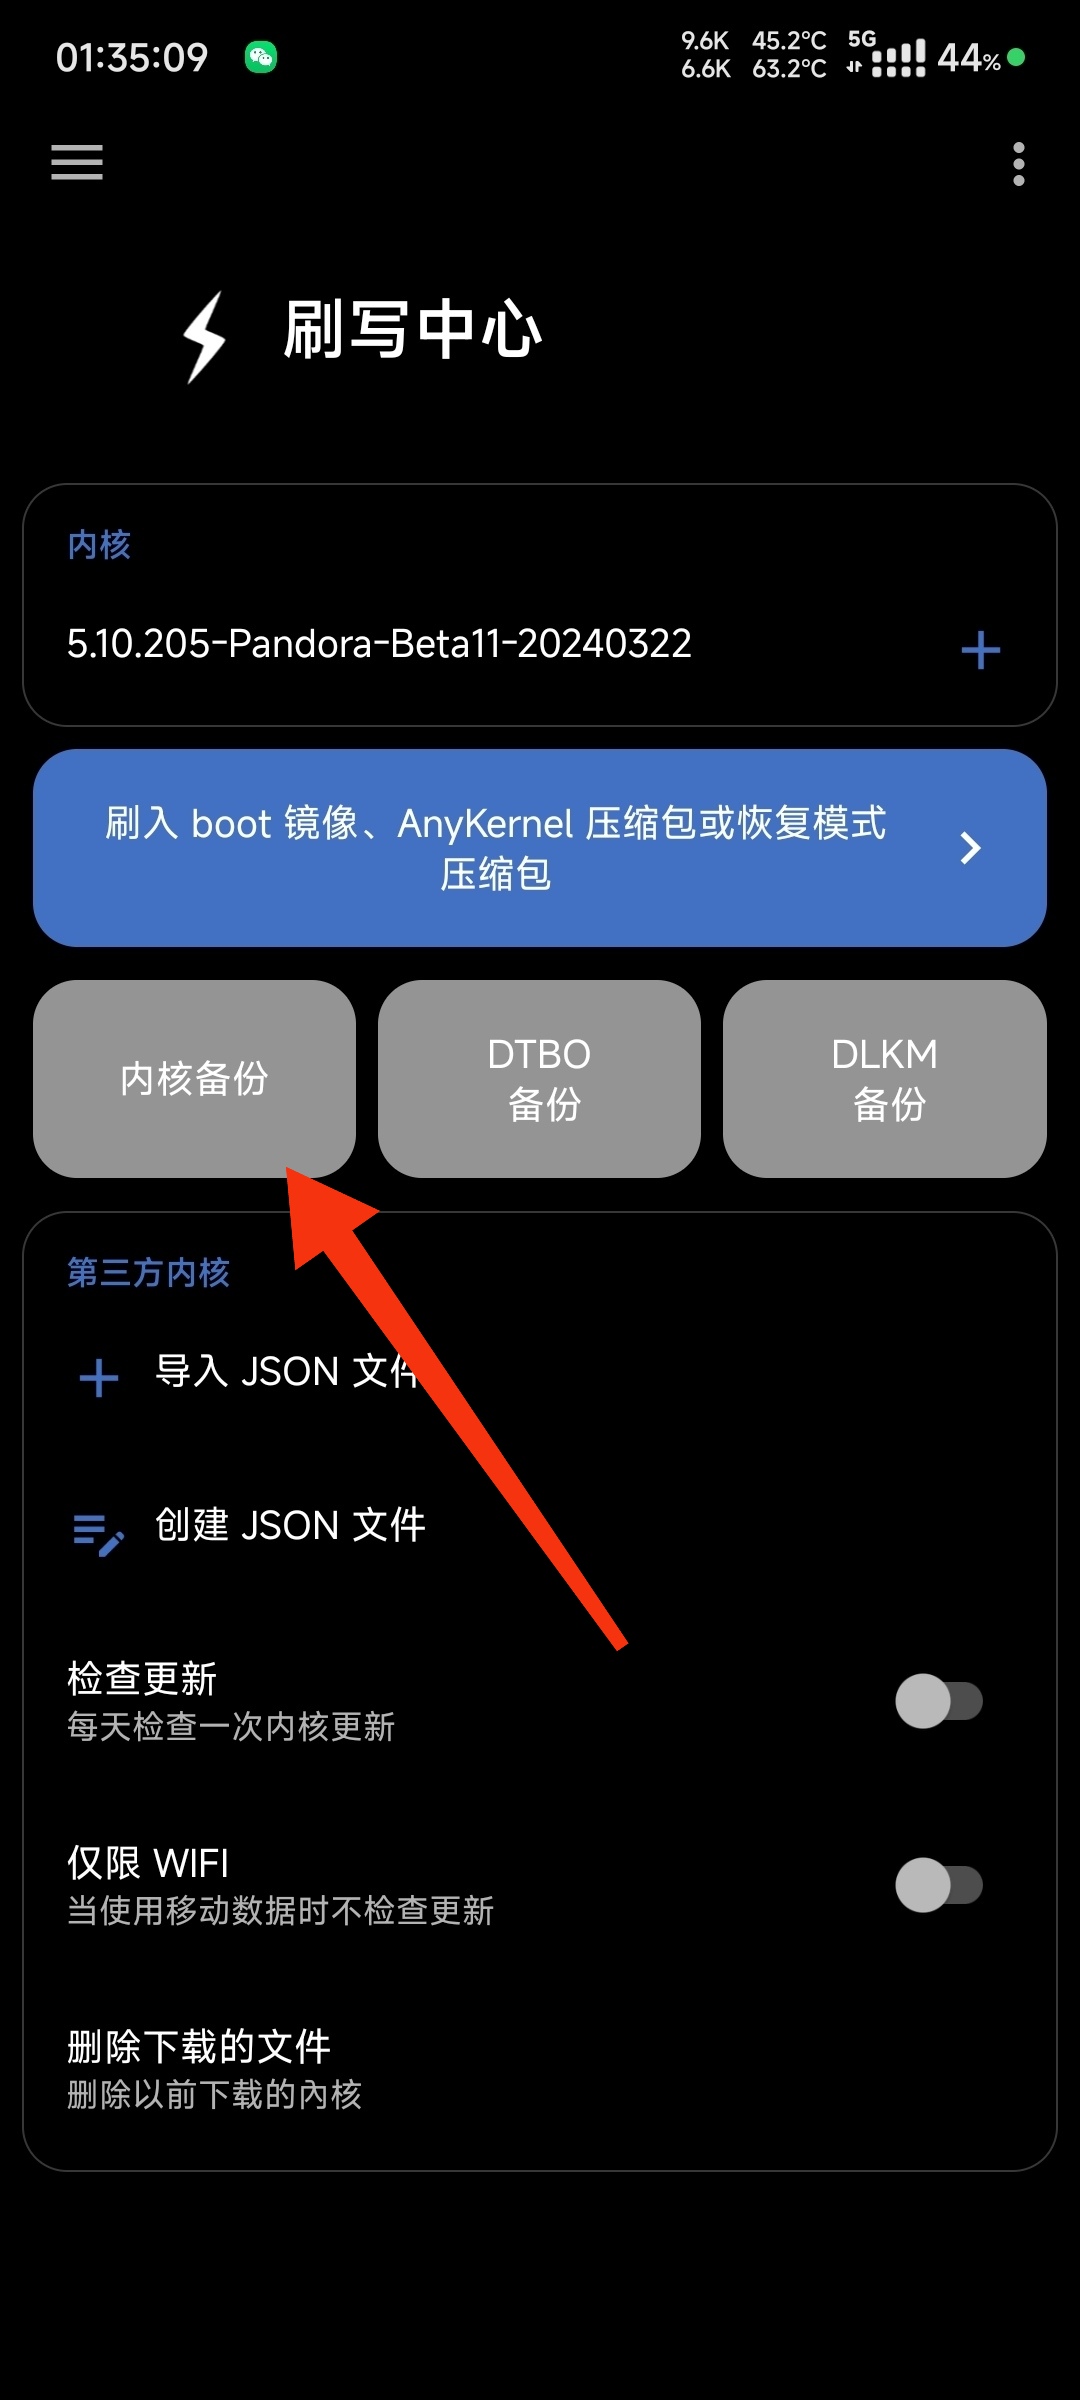 01:35:09
9.6K 45.2°C 5G
6.6K 63.2°C
44%
刷写中心
内核
5.10.205-Pandora-Beta11-20240322
刷入 boot 镜像、AnyKernel 压缩包或恢复模式
压缩包
内核备份
DTBO
备份
DLKM
备份
第三方内核
导入 JSON 文件
创建 JSON 文件
检查更新
每天检查一次内核更新
仅限 WIFI
当使用移动数据时不检查更新
删除下载的文件
删除以前下载的內核